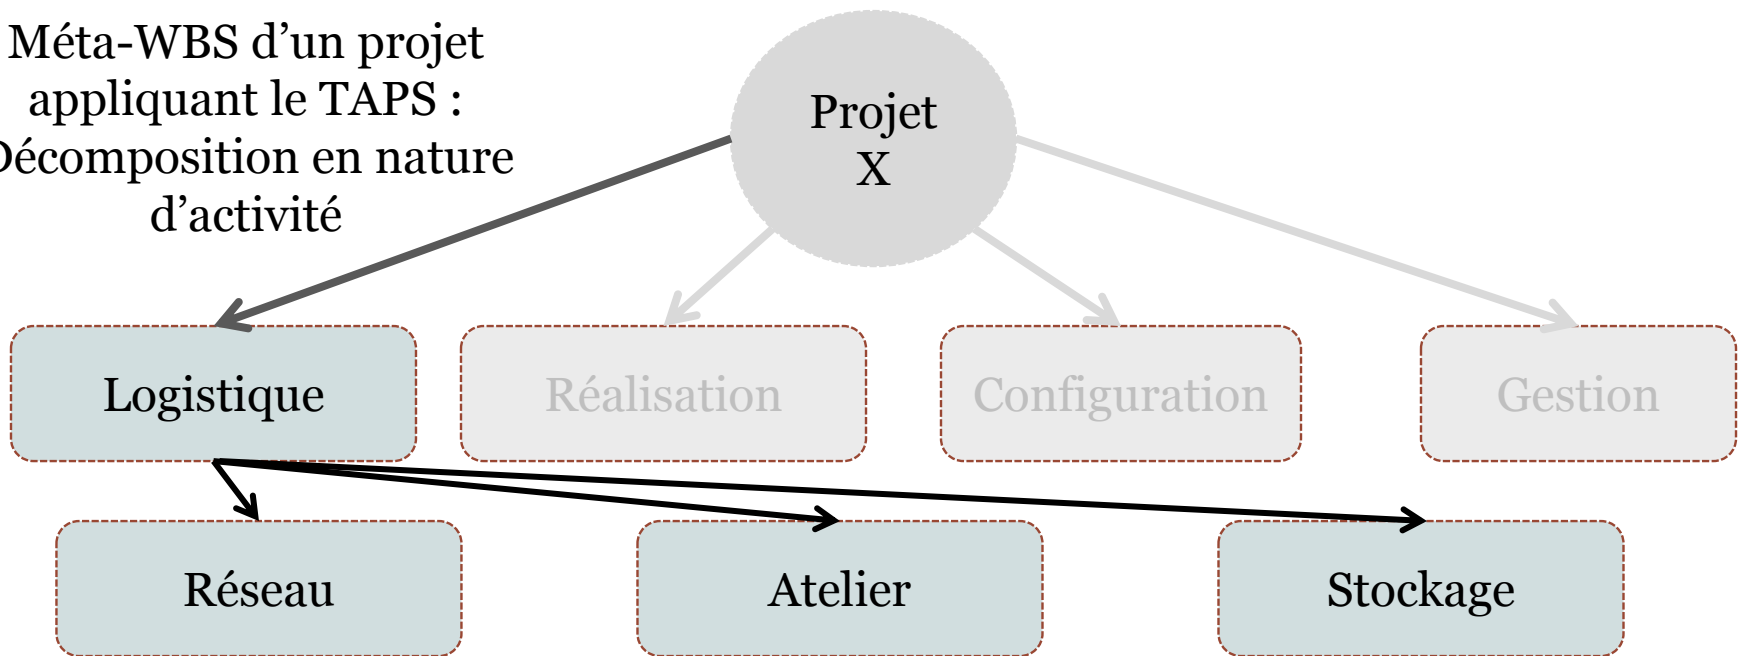 Méta-WBS d’un projet
appliquant le TAPS :
Décomposition en nature
d’activité
Projet
X
Logistique
Réalisation
Configuration
Gestion
Réseau
Atelier
Stockage